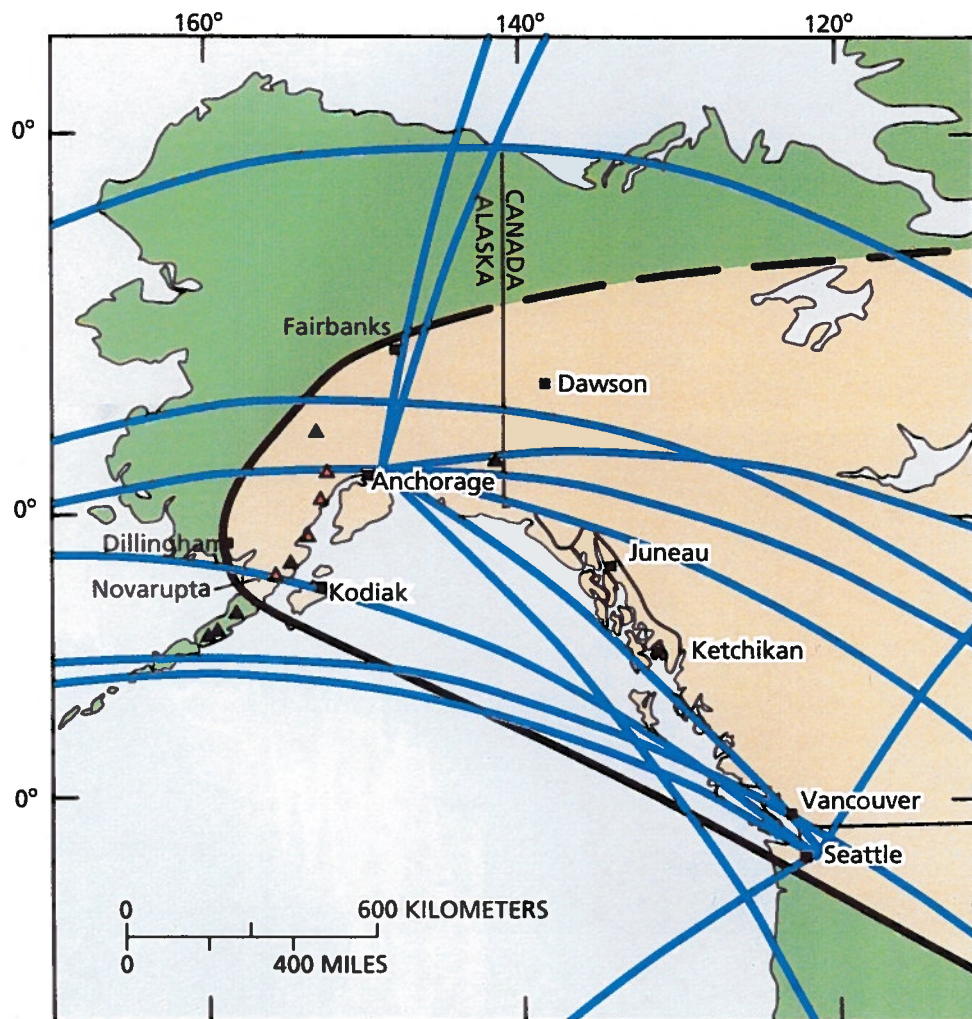 160°
140°
120°
0°
CANADA
ALASKA
Fairbanks
Dawson
Anchorage
0°
Dillingham
Juneau
Novarupta
Kodiak
Ketchikan
0°
Vancouver
Seattle
0
600 KILOMETERS
0
400 MILES